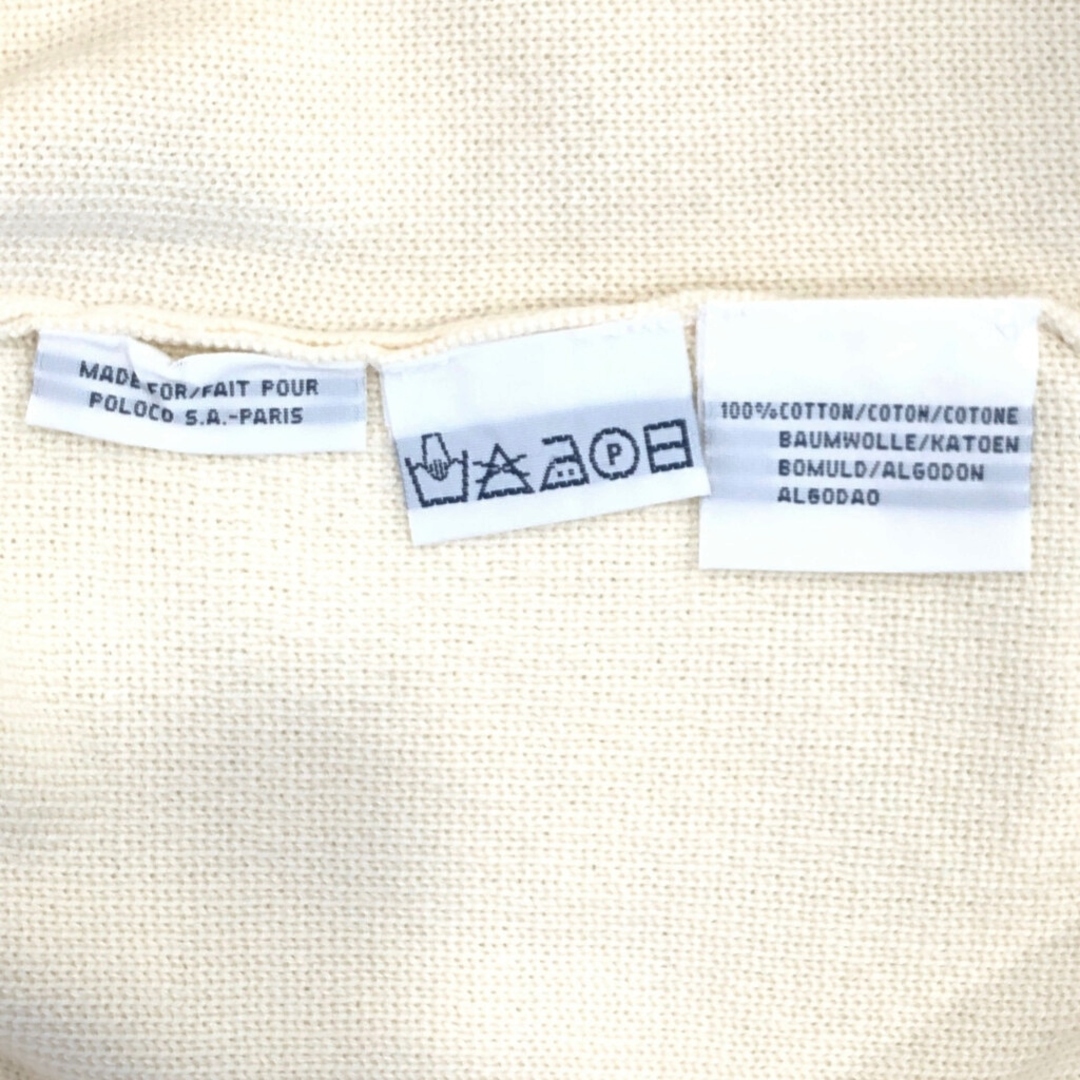 MADE FOR/FAIT POUR
POLOCO S.A.-PARIS
P
100%COTTON/COTON/COTONE
BAUMWOLLE/KATOEN
BOMULD/ALGODON
ALGODAO